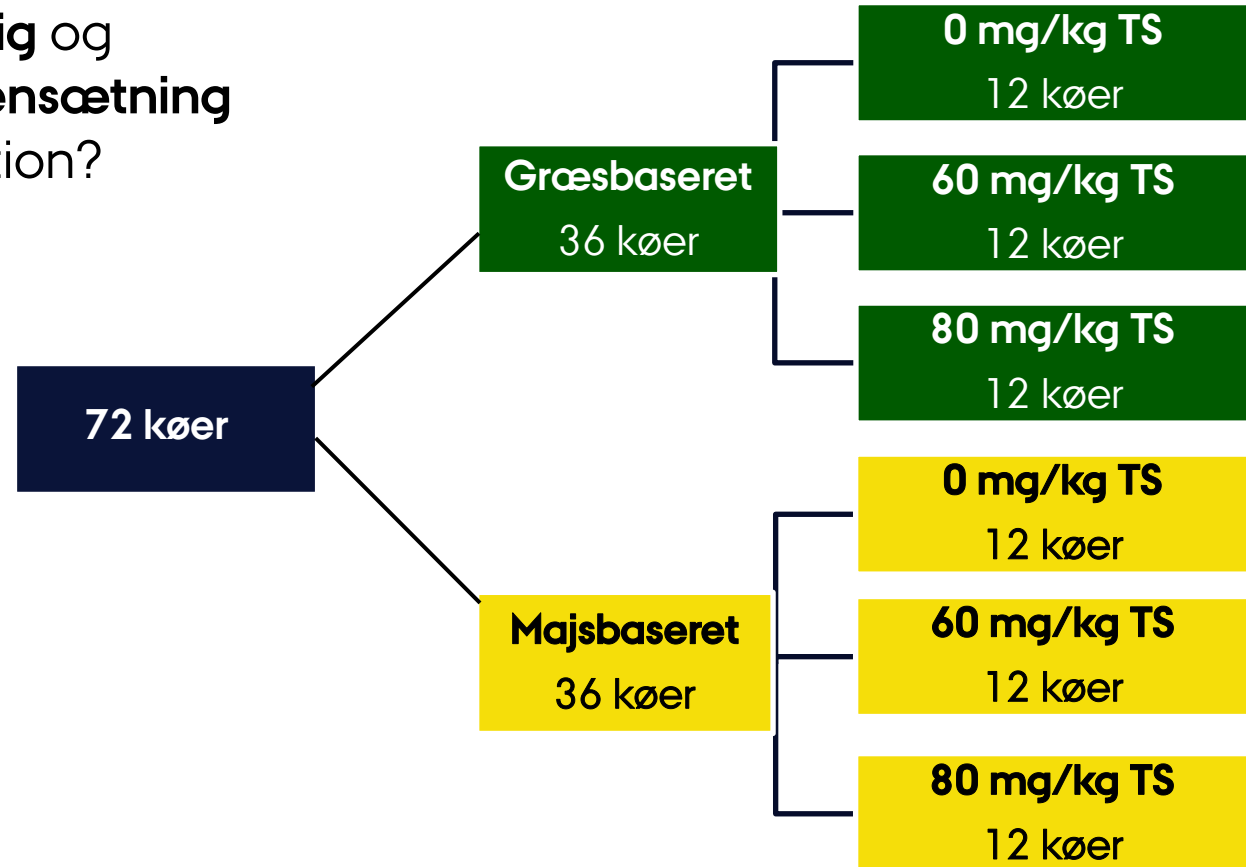 og
ensætning
tion?
72 køer
Græsbaseret
36 køer
0 mg/kg TS
12 køer
60 mg/kg TS
12 køer
80 mg/kg TS
12 køer
Majsbaseret
36 køer
0 mg/kg TS
12 køer
60 mg/kg TS
12 køer
80 mg/kg TS
12 køer